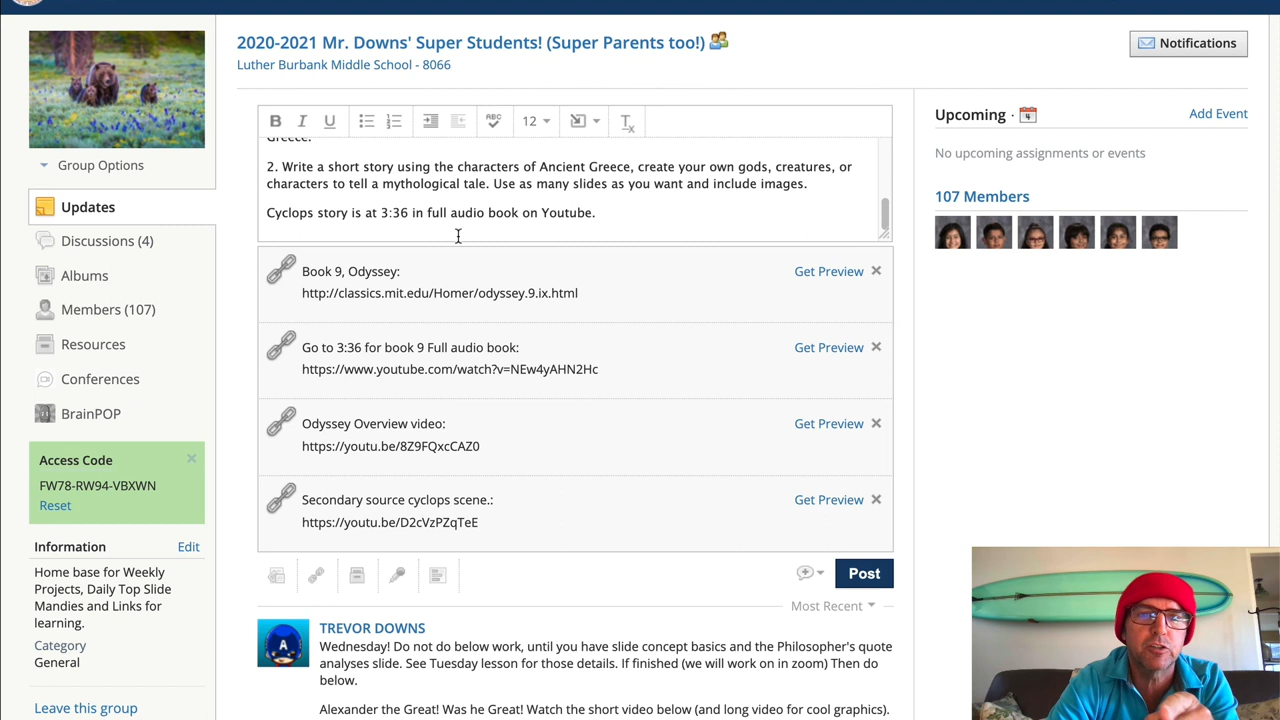 2020-2021 Mr. Downs' Super Students! (Super Parents too!)
Luther Burbank Middle School - 8066
Notifications
Group Options
Updates
Discussions (4)
Albums
Members (107)
Resources
Conferences
BrainPOP
Access Code
FW78-RW94-VBXWN
Reset
Information
Edit
Home base for Weekly
Projects, Daily Top Slide
Mandies and Links for
learning.
Category
General
Leave this group
B I U
ABC
12
Tx
Greece.
2. Write a short story using the characters of Ancient Greece, create your own gods, creatures, or
characters to tell a mythological tale. Use as many slides as you want and include images.
Cyclops story is at 3:36 in full audio book on Youtube.
Book 9, Odyssey:
Get Preview
http://classics.mit.edu/Homer/odyssey.9.ix.html
Go to 3:36 for book 9 Full audio book:
Get Preview
https://www.youtube.com/watch?v=NEw4yAHN2Hc
Odyssey Overview video:
Get Preview
https://youtu.be/8Z9FQxcCAZ0
Secondary source cyclops scene.:
Get Preview
https://youtu.be/D2cVzPZqTeE
Post
Most Recent
A
TREVOR DOWNS
Wednesday! Do not do below work, until you have slide concept basics and the Philosopher's quote
analyses slide. See Tuesday lesson for those details. If finished (we will work on in zoom) Then do
below.
Alexander the Great! Was he Great! Watch the short video below (and long video for cool graphics).
Upcoming ·
4
Add Event
No upcoming assignments or events
107 Members